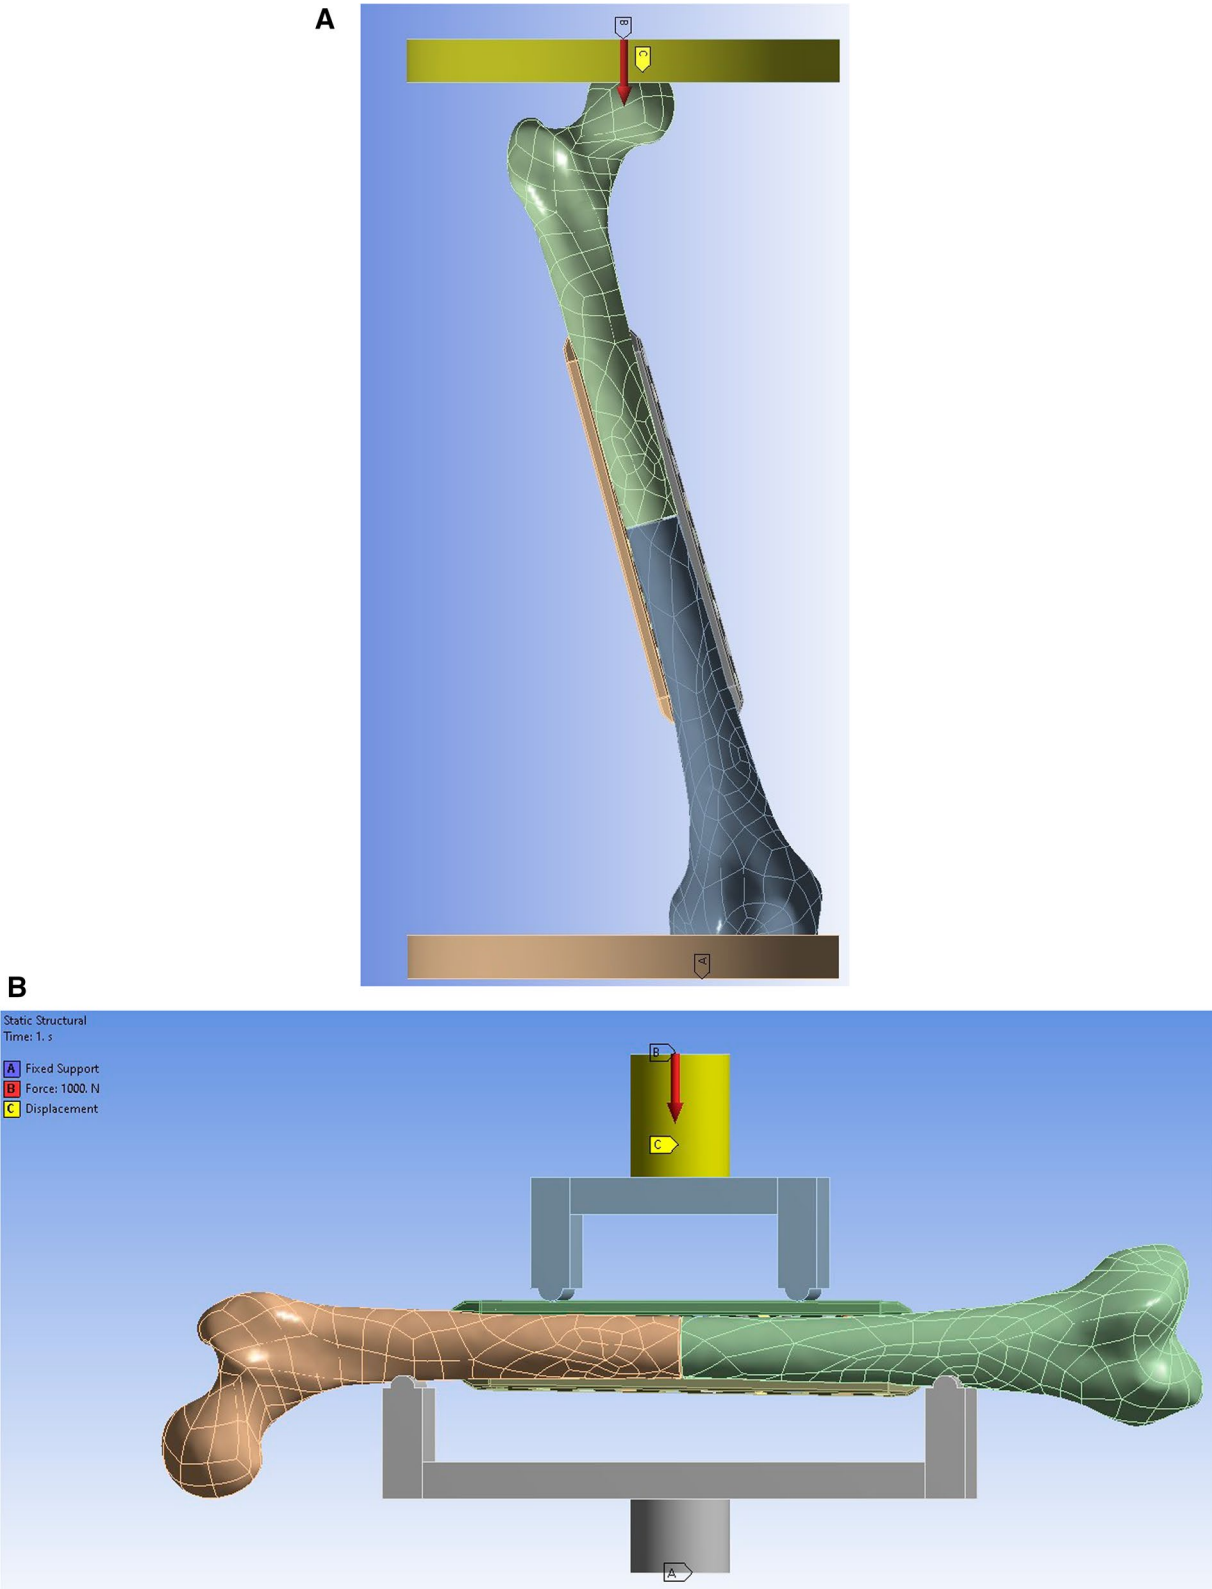 A
B
C
A
B
Static Structural
Time: 1. s
A Fixed Support
B Force: 1000. N
C Displacement
B
C
A